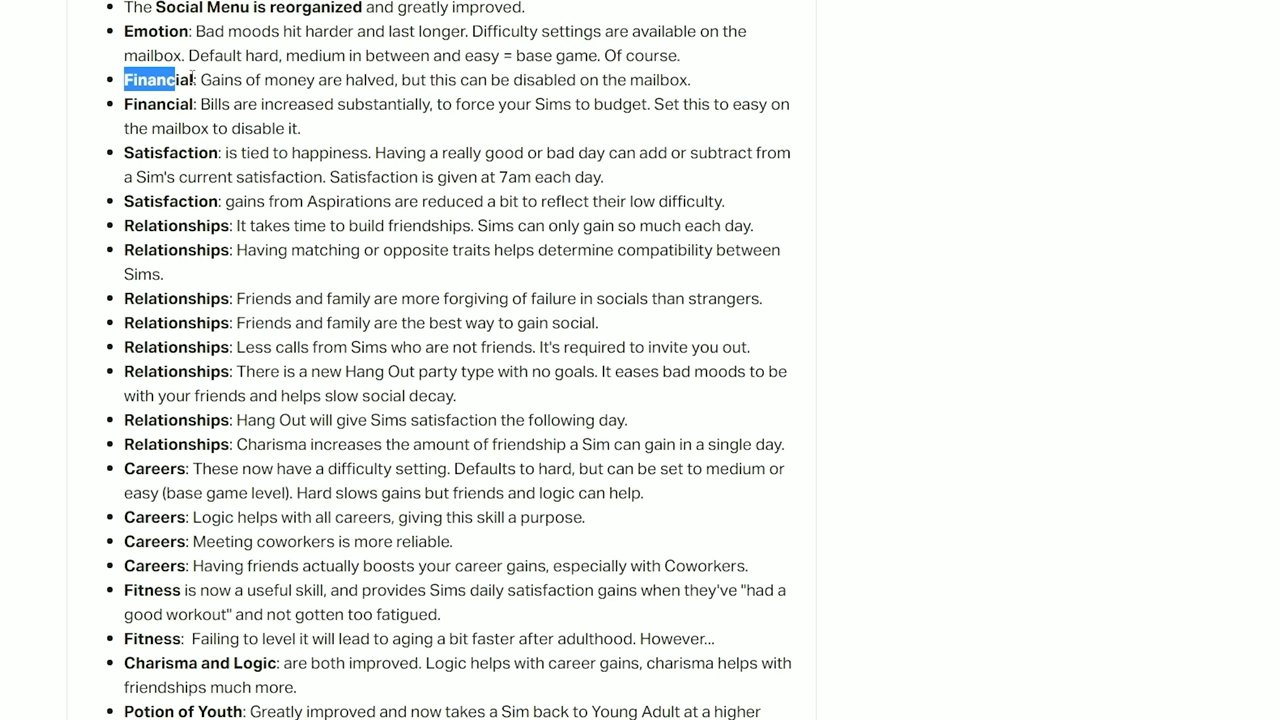 The Social Menu is reorganized and greatly improved.
Emotion: Bad moods hit harder and last longer. Difficulty settings are available on the
mailbox. Default hard, medium in between and easy = base game. Of course.
Financial: Gains of money are halved, but this can be disabled on the mailbox.
Financial: Bills are increased substantially, to force your Sims to budget. Set this to easy on
the mailbox to disable it.
Satisfaction: is tied to happiness. Having a really good or bad day can add or subtract from
a Sim's current satisfaction. Satisfaction is given at 7am each day.
Satisfaction: gains from Aspirations are reduced a bit to reflect their low difficulty.
Relationships: It takes time to build friendships. Sims can only gain so much each day.
Relationships: Having matching or opposite traits helps determine compatibility between
Sims.
Relationships: Friends and family are more forgiving of failure in socials than strangers.
Relationships: Friends and family are the best way to gain social.
Relationships: Less calls from Sims who are not friends. It's required to invite you out.
Relationships: There is a new Hang Out party type with no goals. It eases bad moods to be
with your friends and helps slow social decay.
Relationships: Hang Out will give Sims satisfaction the following day.
Relationships: Charisma increases the amount of friendship a Sim can gain in a single day.
Careers: These now have a difficulty setting. Defaults to hard, but can be set to medium or
easy (base game level). Hard slows gains but friends and logic can help.
Careers: Logic helps with all careers, giving this skill a purpose.
Careers: Meeting coworkers is more reliable.
Careers: Having friends actually boosts your career gains, especially with Coworkers.
Fitness is now a useful skill, and provides Sims daily satisfaction gains when they've "had a
good workout" and not gotten too fatigued.
Fitness:  Failing to level it will lead to aging a bit faster after adulthood. However...
Charisma and Logic: are both improved. Logic helps with career gains, charisma helps with
friendships much more.
Potion of Youth: Greatly improved and now takes a Sim back to Young Adult at a higher